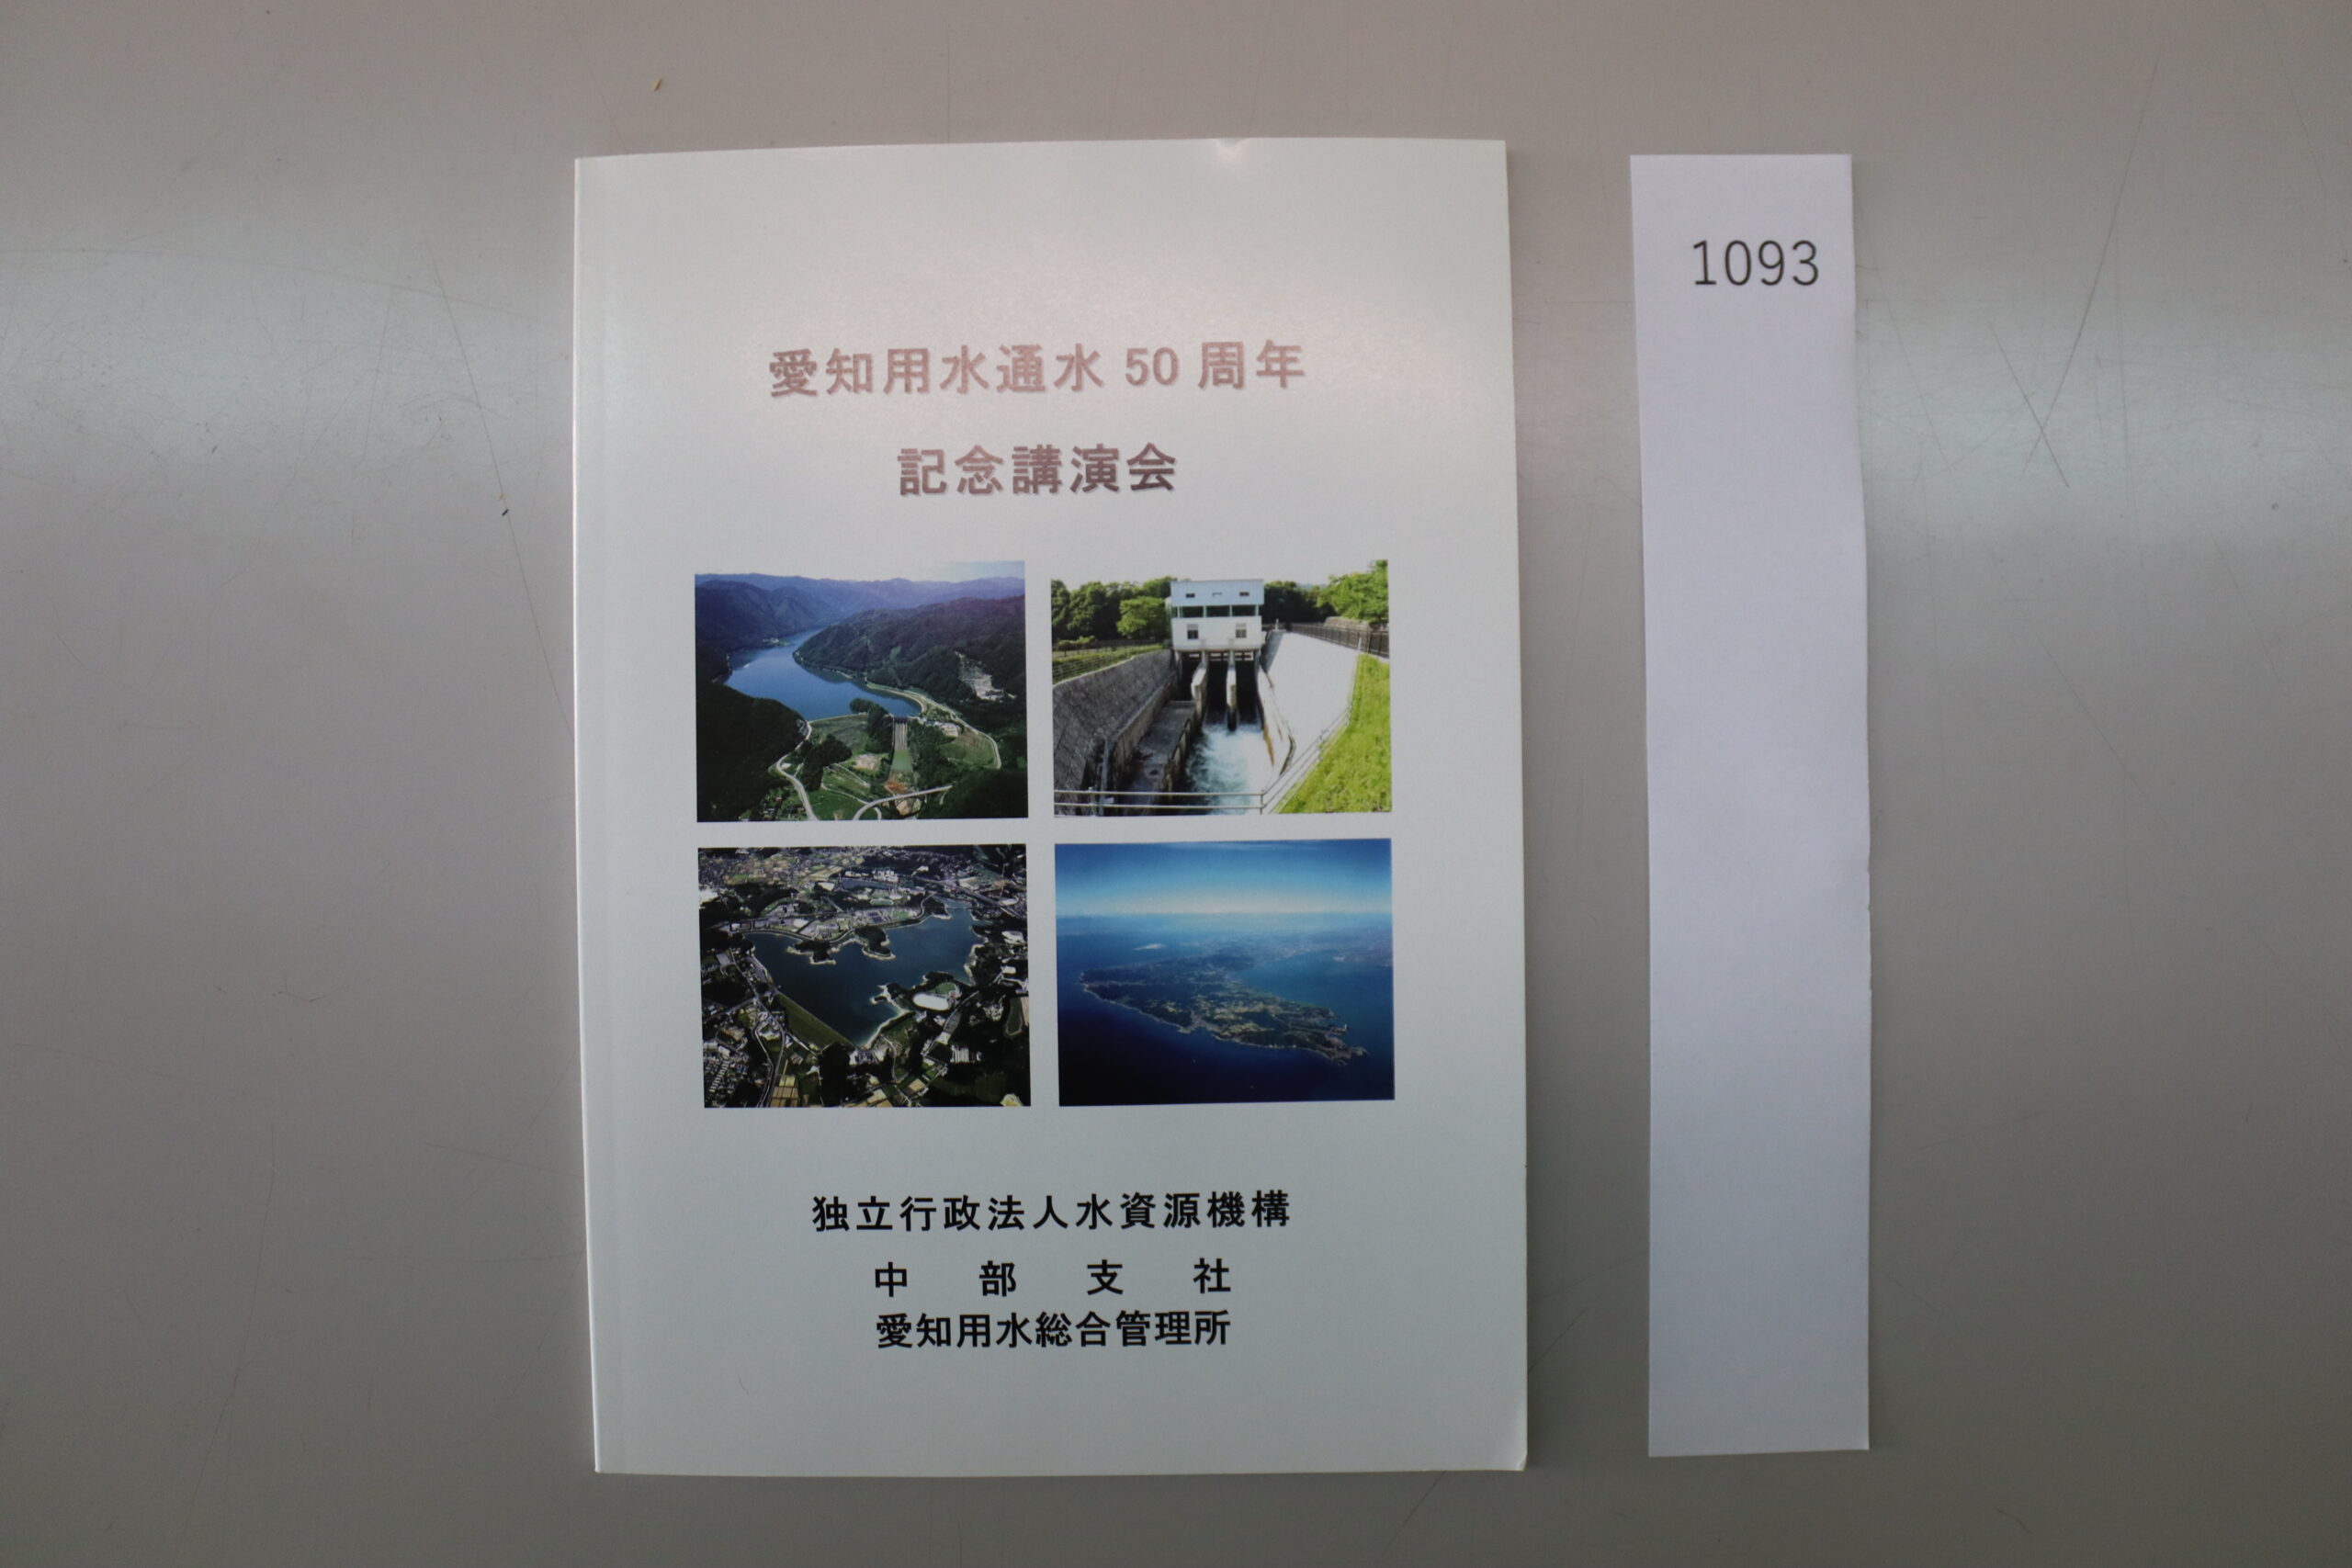 愛知用水通水 50 周年
記念講演会
独立行政法人水資源機構
中部支社
愛知用水総合管理所
1093